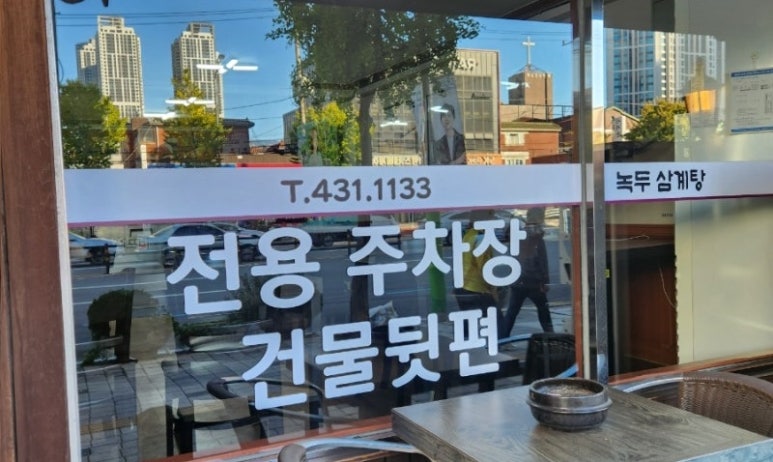 T.431.1133
녹두 삼계탕
전용 주차장
건물뒷편